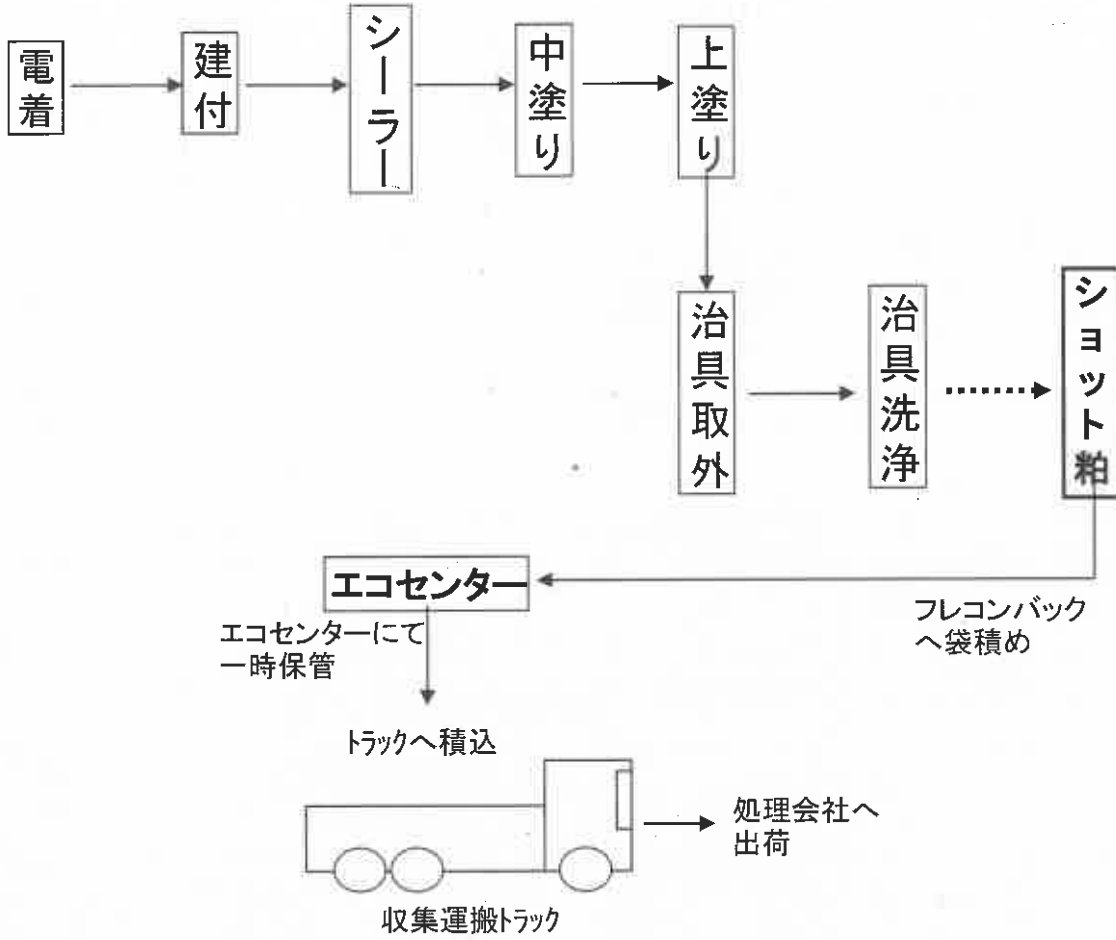 電着
建付
シーラー
中塗り
上塗り
治具取外
治具洗浄
ショット粕
エコセンター
フレコンバック
へ袋積め
エコセンターにて
一時保管
トラックへ積込
処理会社へ
出荷
収集運搬トラック